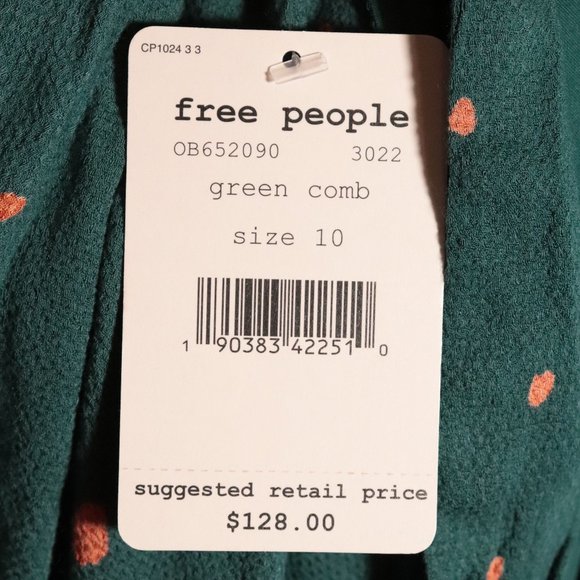 CP1024 3 3
free people
OB652090 3022
green comb
size 10
1 90383 42251 0
suggested retail price
$128.00